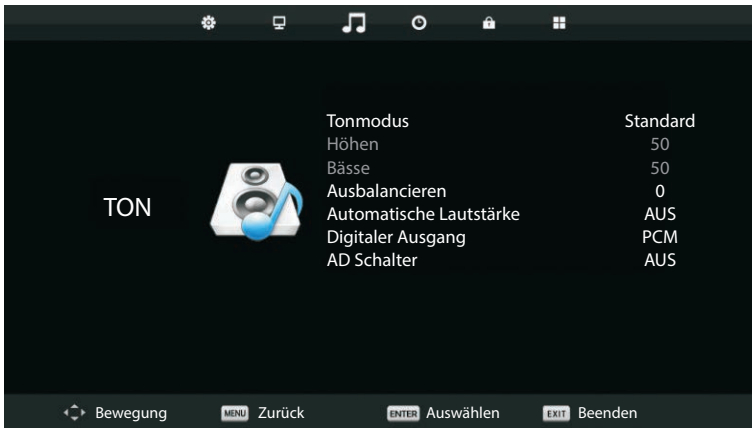 Tonmodus Standard
Höhen 50
Bässe 50
Ausbalancieren 0
TON
Automatische Lautstärke AUS
Digitaler Ausgang PCM
AD Schalter AUS
Bewegung MENU Zurück ENTER Auswählen EXIT Beenden